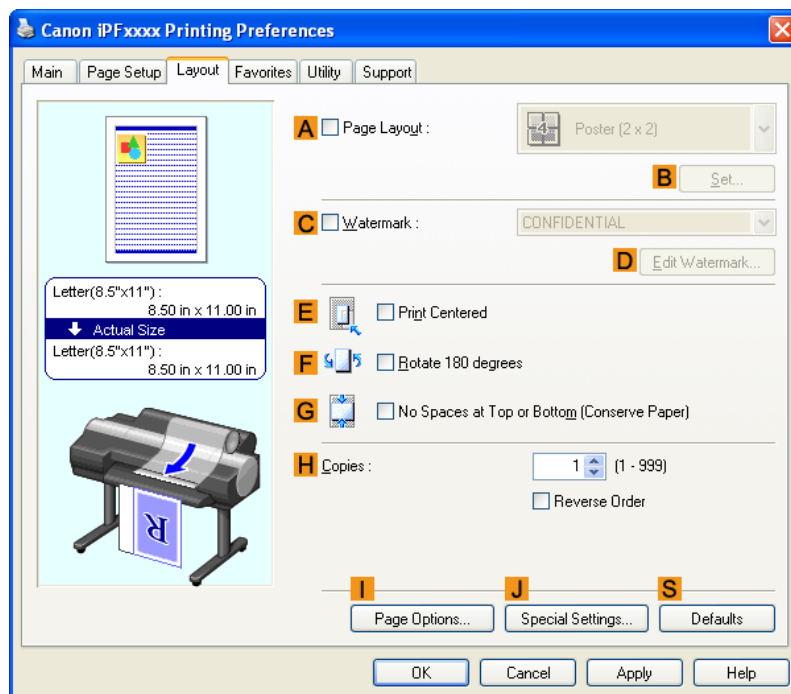 Canon iPFxxxx Printing Preferences
Main Page Setup Layout Favorites Utility Support
A Page Layout : 4 Poster (2 x 2)
B Set...
C Watermark : CONFIDENTIAL
D Edit Watermark...
Letter(8.5"x11") :
8.50 in x 11.00 in
Actual Size
Letter(8.5"x11") :
8.50 in x 11.00 in
E Print Centered
F Rotate 180 degrees
G No Spaces at Top or Bottom (Conserve Paper)
H Copies : 1 (1 - 999)
Reverse Order
R
I J S
Page Options... Special Settings... Defaults
OK Cancel Apply Help